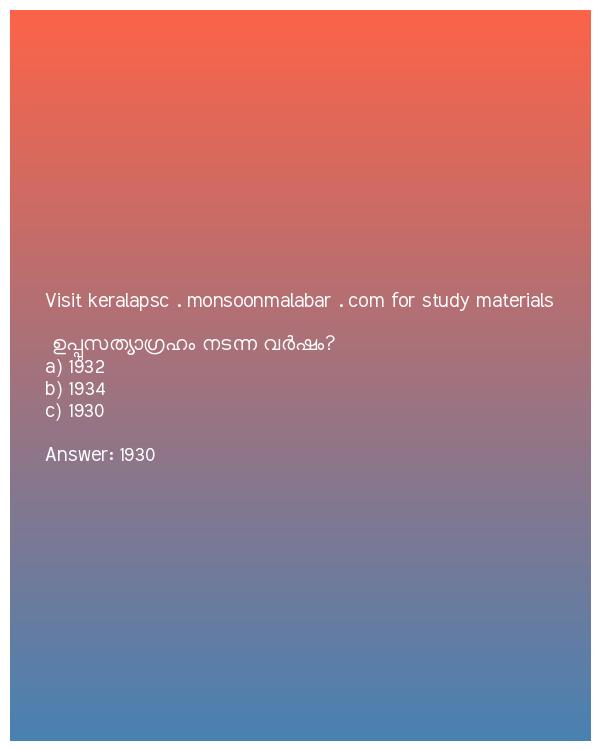 Visit keralapsc . monsoonmalabar . com for study materials
ഉപ്പുസത്യാഗ്രഹം നടന്ന വർഷം?
a) 1932
b) 1934
c) 1930
Answer: 1930